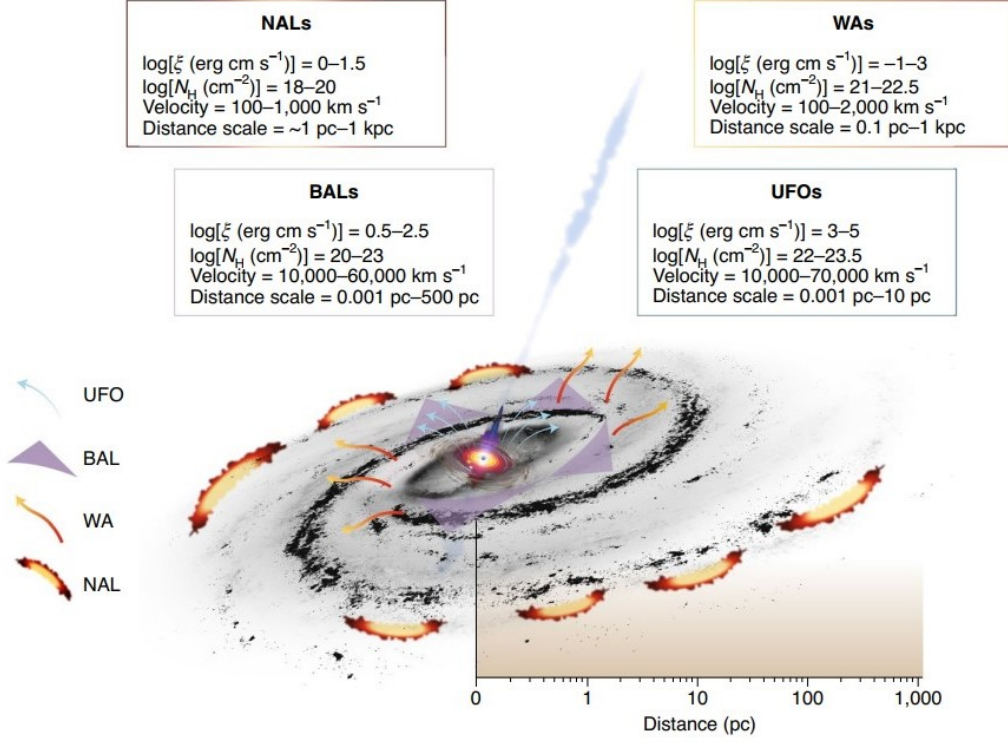 NALs
log[ξ (erg cm s⁻¹)] = 0–1.5
log[N_H (cm⁻²)] = 18–20
Velocity = 100–1,000 km s⁻¹
Distance scale = ~1 pc–1 kpc
WAs
log[ξ (erg cm s⁻¹)] = –1–3
log[N_H (cm⁻²)] = 21–22.5
Velocity = 100–2,000 km s⁻¹
Distance scale = 0.1 pc–1 kpc
BALs
log[ξ (erg cm s⁻¹)] = 0.5–2.5
log[N_H (cm⁻²)] = 20–23
Velocity = 10,000–60,000 km s⁻¹
Distance scale = 0.001 pc–500 pc
UFOs
log[ξ (erg cm s⁻¹)] = 3–5
log[N_H (cm⁻²)] = 22–23.5
Velocity = 10,000–70,000 km s⁻¹
Distance scale = 0.001 pc–10 pc
UFO
BAL
WA
NAL
0 1 10 100 1,000
Distance (pc)